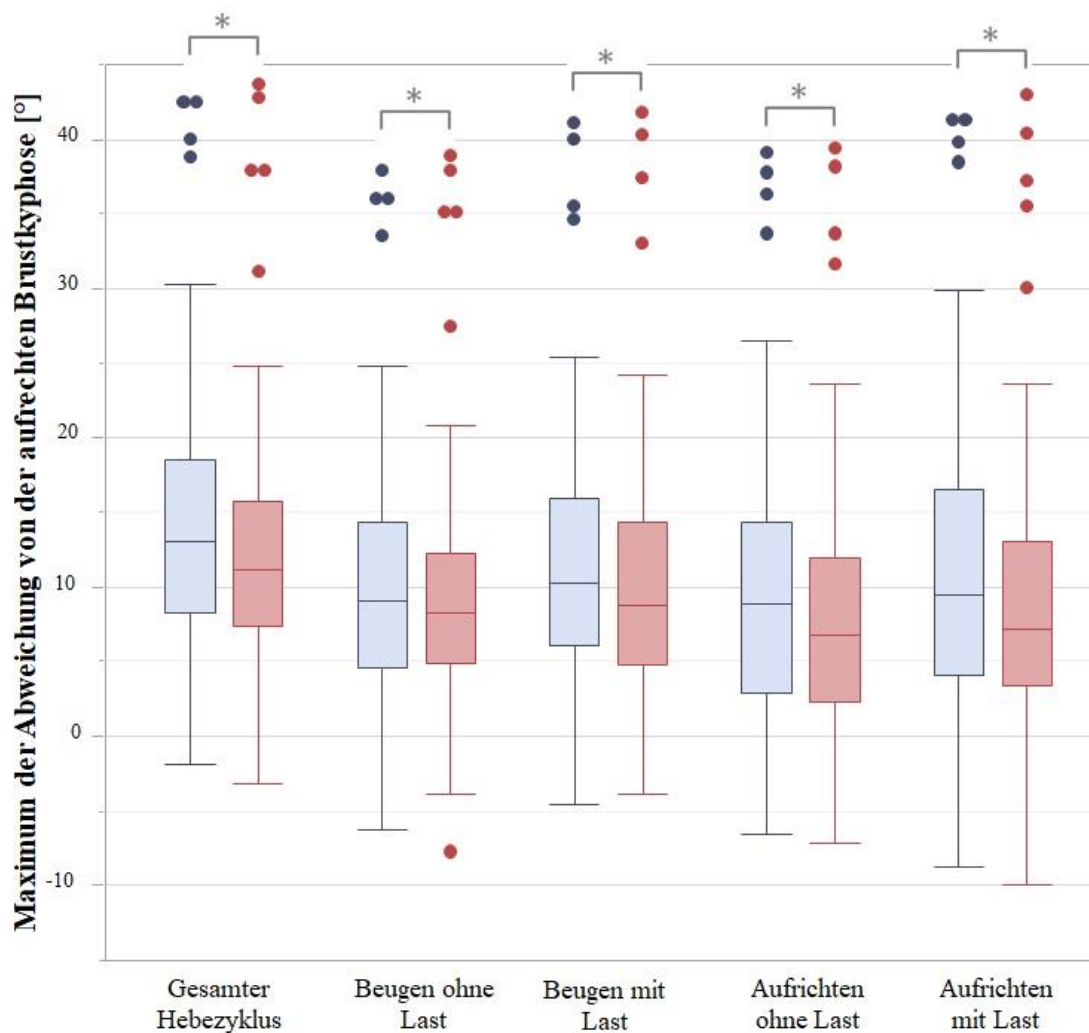 *
*
*
*
*
Maximum der Abweichung von der aufrechten Brustkyphose [°]
40
30
20
10
0
-10
Gesamter
Hebezyklus
Beugen ohne
Last
Beugen mit
Last
Aufrichten
ohne Last
Aufrichten
mit Last